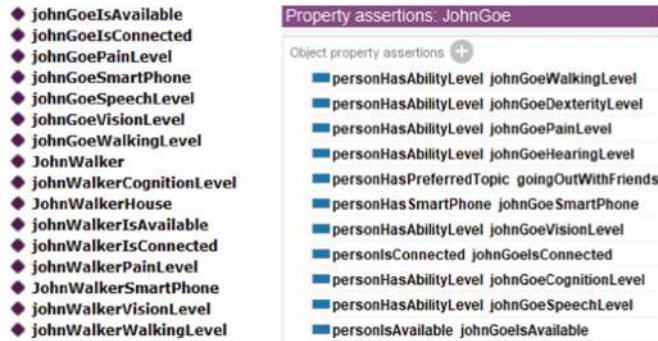 johnGoeIsAvailable
johnGoeIsConnected
johnGoePainLevel
johnGoeSmartPhone
johnGoeSpeechLevel
johnGoeVisionLevel
johnGoeWalkingLevel
JohnWalker
johnWalkerCognitionLevel
JohnWalkerHouse
johnWalkerIsAvailable
johnWalkerIsConnected
johnWalkerPainLevel
JohnWalkerSmartPhone
johnWalkerVisionLevel
johnWalkerWalkingLevel
Property assertions: JohnGoe
Object property assertions
personHasAbilityLevel johnGoeWalkingLevel
personHasAbilityLevel johnGoeDexterityLevel
personHasAbilityLevel johnGoePainLevel
personHasAbilityLevel johnGoeHearingLevel
personHasPreferredTopic goingOutWithFriends
personHasSmartPhone johnGoeSmartPhone
personHasAbilityLevel johnGoeVisionLevel
personIsConnected johnGoeIsConnected
personHasAbilityLevel johnGoeCognitionLevel
personHasAbilityLevel johnGoeSpeechLevel
personIsAvailable johnGoeIsAvailable